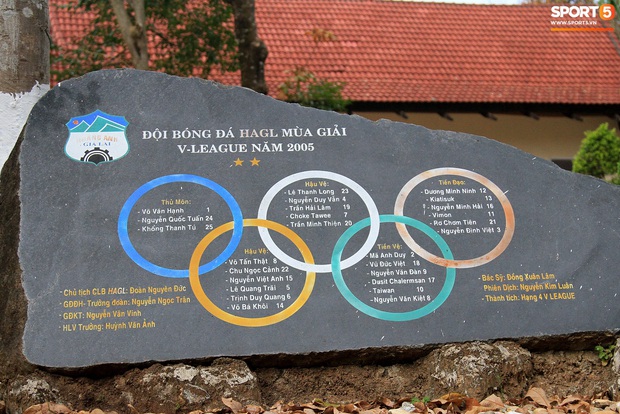 SPORT5
WWW.SPORT5.VN
HOÀNG ANH
GIA LAI
ĐỘI BÓNG ĐÁ HAGL MÙA GIẢI
V-LEAGUE NĂM 2005
Thủ Môn:
- Võ Văn Hạnh 1
- Nguyễn Quốc Tuấn 24
- Khổng Thanh Tú 25
Hậu Vệ:
- Võ Tấn Thật 8
- Chu Ngọc Cảnh 22
- Nguyễn Việt Anh 15
- Lê Quang Trãi 5
- Trịnh Duy Quang 6
- Võ Bá Khôi 14
Hậu Vệ:
- Lê Thanh Long 23
- Nguyễn Duy Vẫn 4
- Trần Hải Lâm 19
- Choke Tawee 7
- Trần Minh Thiện 20
Tiền Vệ:
- Mã Anh Duy 2
- Vũ Đức Việt 18
- Nguyễn Văn Đàn 9
- Dusit Chalermsan 17
- Taiwan 10
- Nguyễn Văn Kiệt 8
Tiền Đạo:
- Dương Minh Ninh 12
- Kiatisuk 13
- Nguyễn Minh Hải 16
- Vimon 11
- Rơ Chơm Tiên 21
- Nguyễn Đình Việt 3
- Chủ tịch CLB HAGL: Đoàn Nguyên Đức
- GĐĐH-Trưởng đoàn: Nguyễn Ngọc Trân
- GĐKT: Nguyễn Văn Vinh
- HLV Trưởng: Huỳnh Văn Ảnh
- Bác Sỹ: Đồng Xuân Lâm
- Phiên Dịch: Nguyễn Kim Luân
- Thành tích: Hạng 4 V LEAGUE